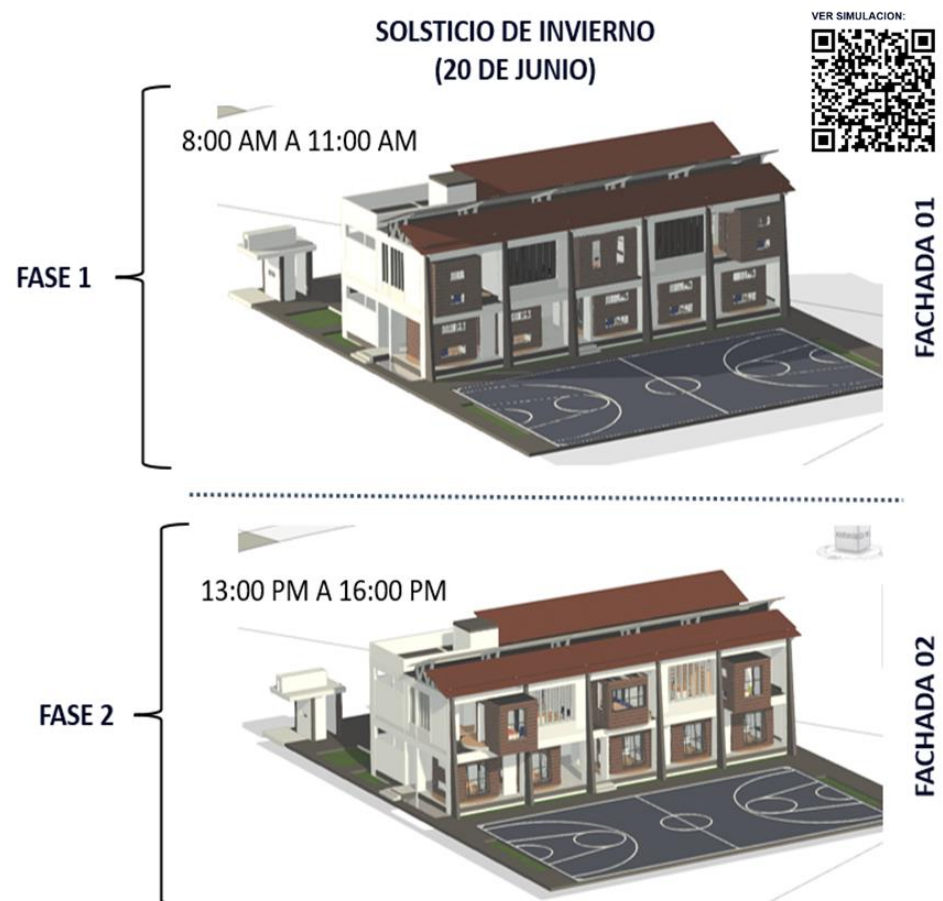 VER SIMULACION:
SOLSTICIO DE INVIERNO
(20 DE JUNIO)
8:00 AM A 11:00 AM
FASE 1
FACHADA 01
13:00 PM A 16:00 PM
FASE 2
FACHADA 02